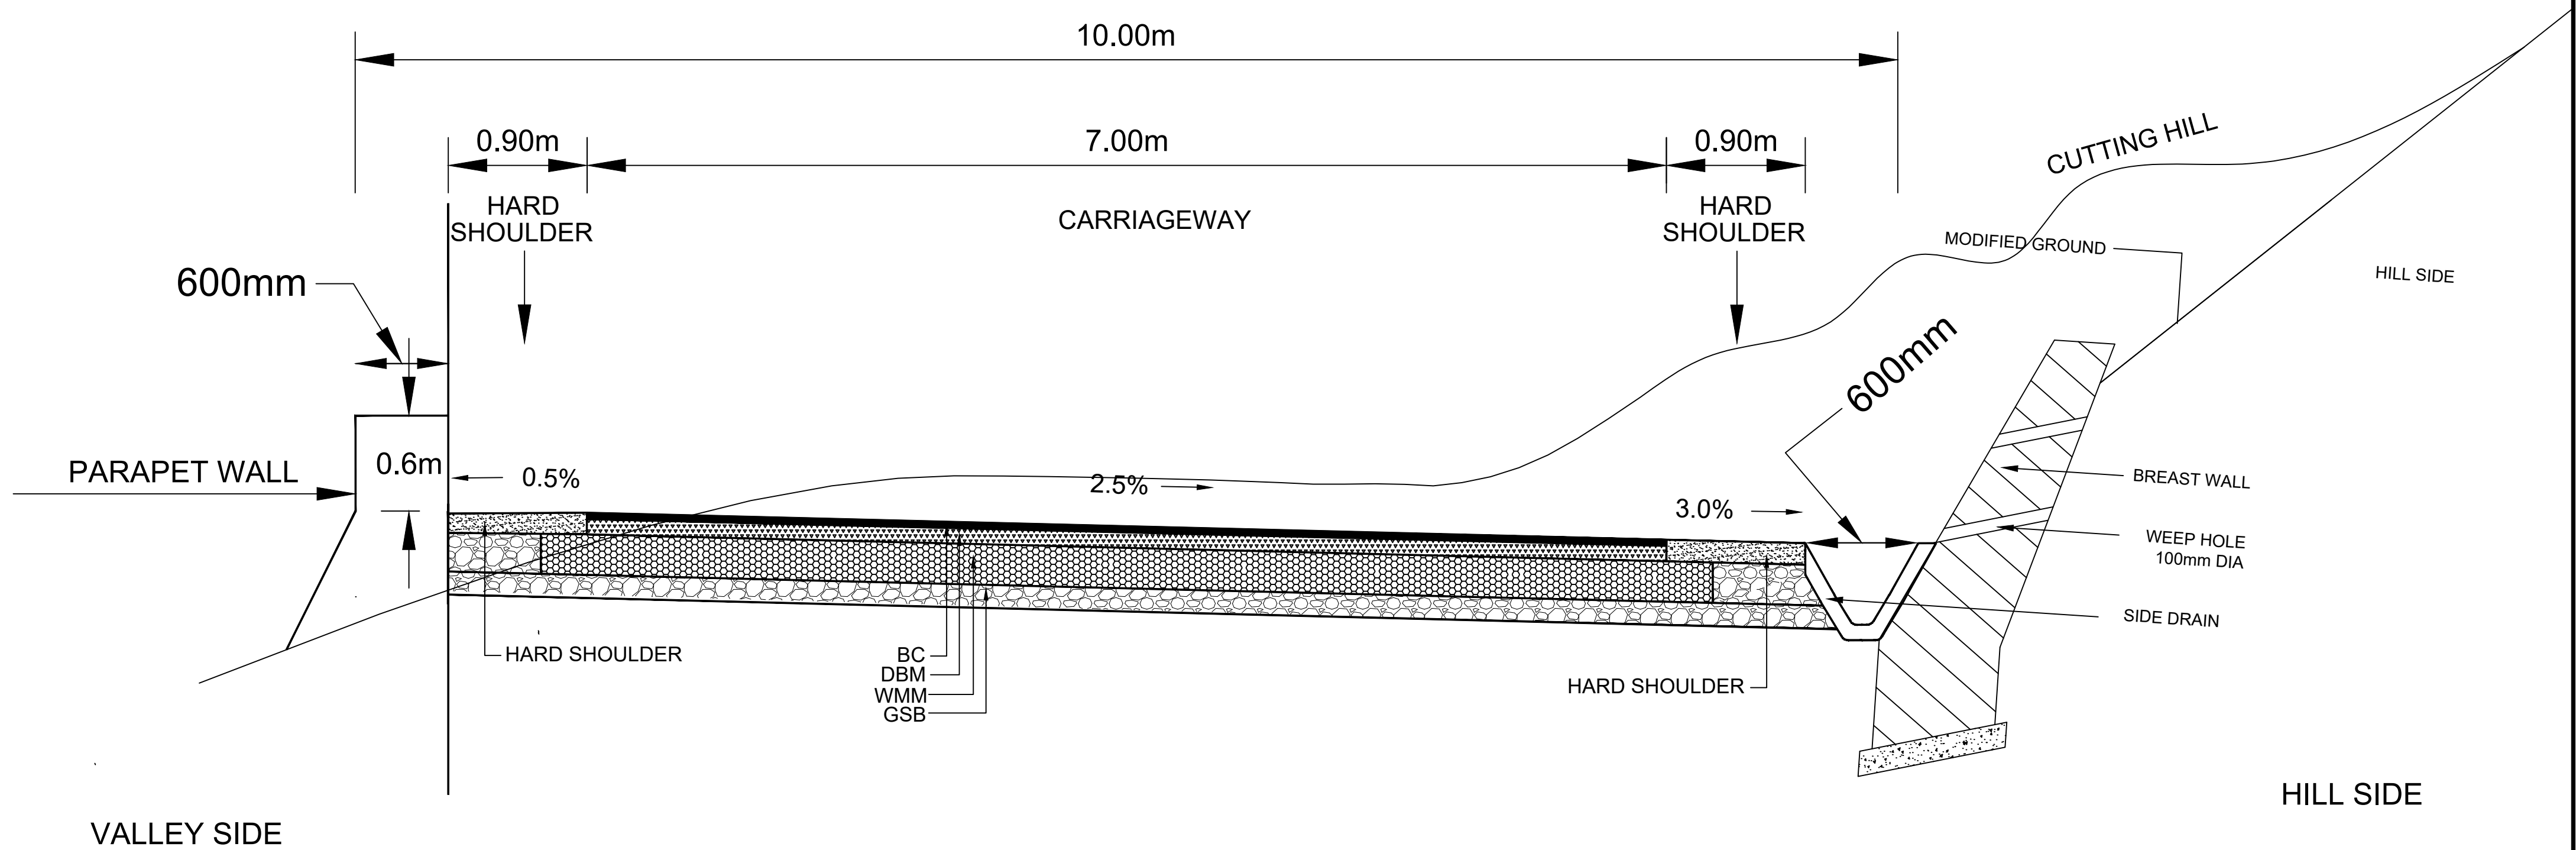 10.00m
0.90m
7.00m
0.90m
CUTTING HILL
HARD
SHOULDER
CARRIAGEWAY
HARD
SHOULDER
MODIFIED GROUND
HILL SIDE
600mm
600mm
PARAPET WALL
0.6m
0.5%
2.5%
3.0%
BREAST WALL
WEEP HOLE
100mm DIA
SIDE DRAIN
HARD SHOULDER
BC
DBM
WMM
GSB
HARD SHOULDER
VALLEY SIDE
HILL SIDE